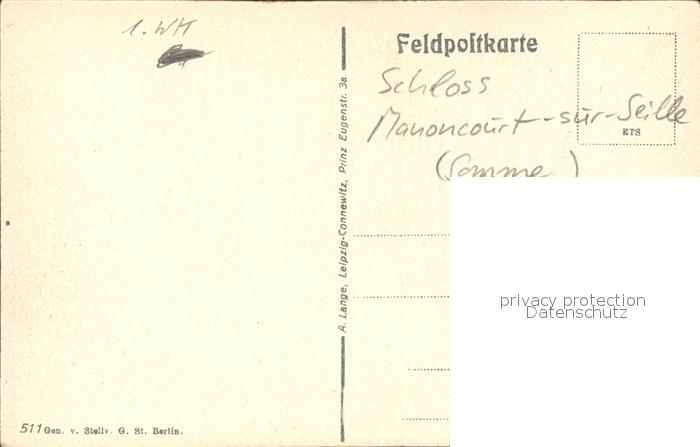 1. WK
Feldpostkarte
Schloss
Manoncourt-sur-Seille
ETS
(Somme)
A. Lange, Leipzig-Connewitz, Prinz Eugenstr. 3a.
privacy protection
Datenschutz
511 Gen. v. Stellv. G. St. Berlin.